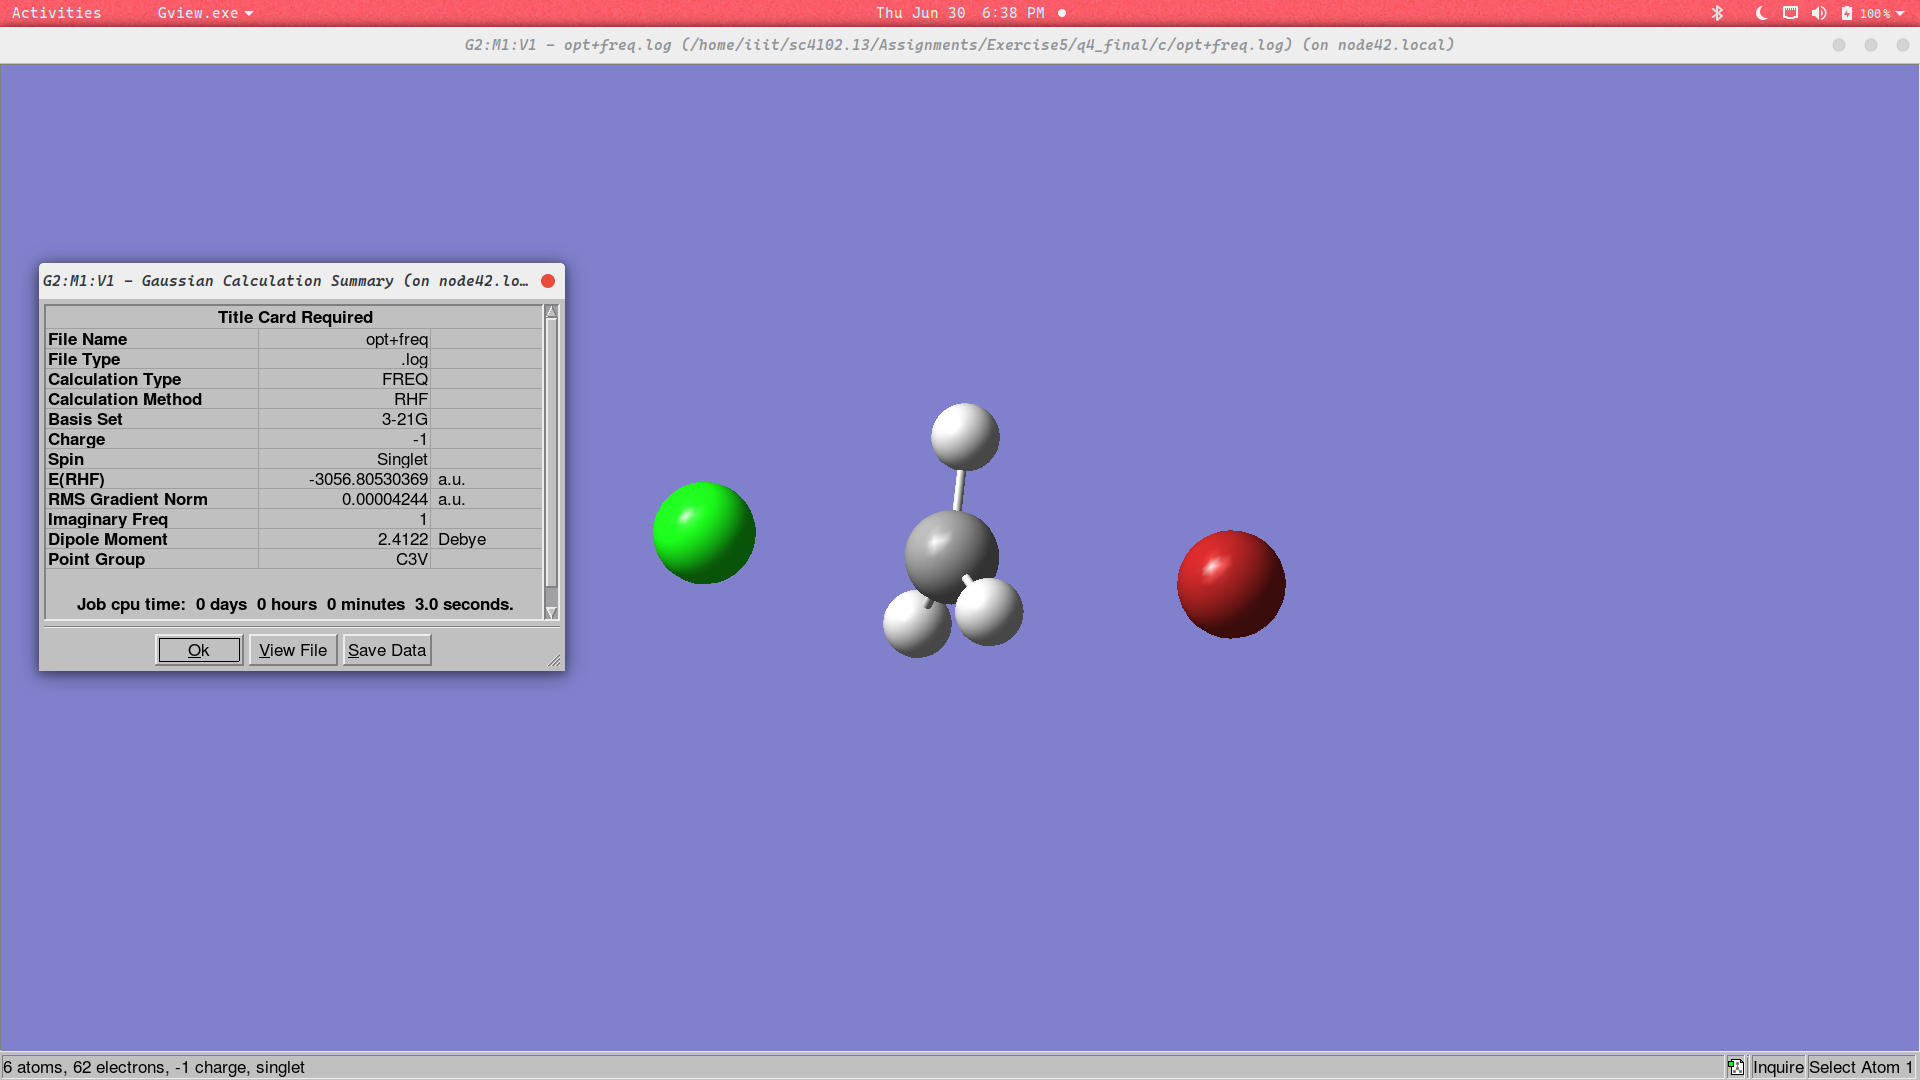 Activities Gview.exe Thu Jun 30 6:38 PM 100%
G2:M1:V1 - opt+freq.log (/home/iiit/sc4102.13/Assignments/Exercise5/q4_final/c/opt+freq.log) (on node42.local)
G2:M1:V1 - Gaussian Calculation Summary (on node42.lo…
Title Card Required
File Name opt+freq
File Type .log
Calculation Type FREQ
Calculation Method RHF
Basis Set 3-21G
Charge -1
Spin Singlet
E(RHF) -3056.80530369 a.u.
RMS Gradient Norm 0.00004244 a.u.
Imaginary Freq 1
Dipole Moment 2.4122 Debye
Point Group C3V
Job cpu time: 0 days 0 hours 0 minutes 3.0 seconds.
Ok View File Save Data
6 atoms, 62 electrons, -1 charge, singlet Inquire Select Atom 1